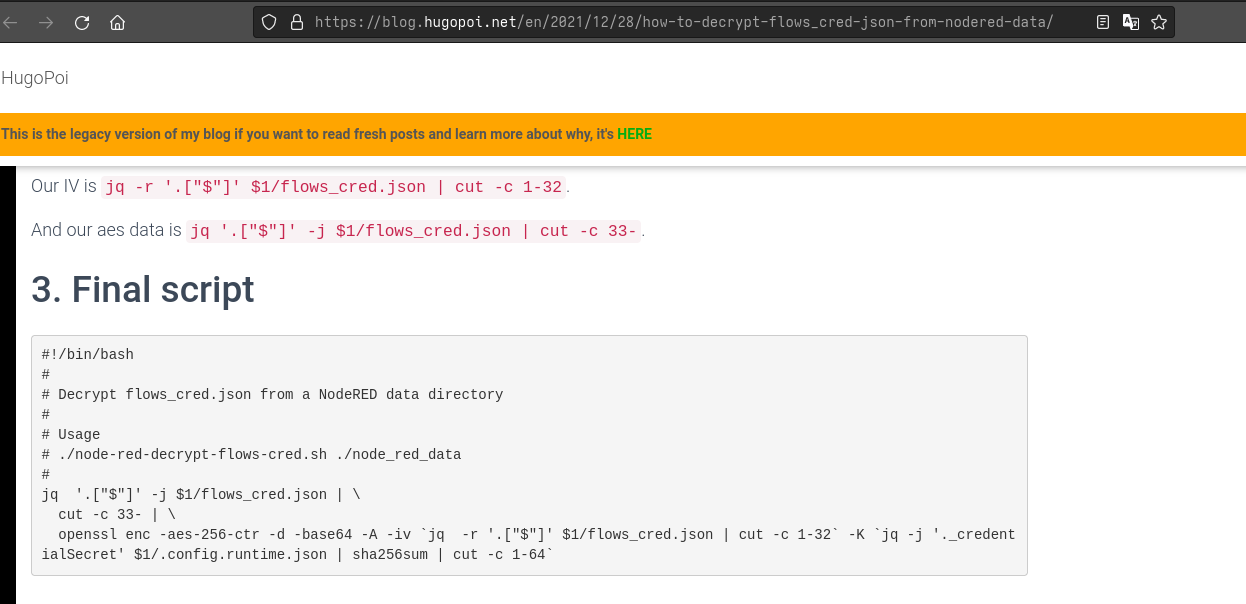 https://blog.hugopoi.net/en/2021/12/28/how-to-decrypt-flows_cred-json-from-nodered-data/
HugoPoi
This is the legacy version of my blog if you want to read fresh posts and learn more about why, it's HERE
Our IV is jq -r '.["$"]' $1/flows_cred.json | cut -c 1-32.
And our aes data is jq '.["$"]' -j $1/flows_cred.json | cut -c 33-.
3. Final script
#!/bin/bash
#
# Decrypt flows_cred.json from a NodeRED data directory
#
# Usage
# ./node-red-decrypt-flows-cred.sh ./node_red_data
#
jq  '.["$"]' -j $1/flows_cred.json | \
  cut -c 33- | \
  openssl enc -aes-256-ctr -d -base64 -A -iv `jq  -r '.["$"]' $1/flows_cred.json | cut -c 1-32` -K `jq -j '._credent
ialSecret' $1/.config.runtime.json | sha256sum | cut -c 1-64`